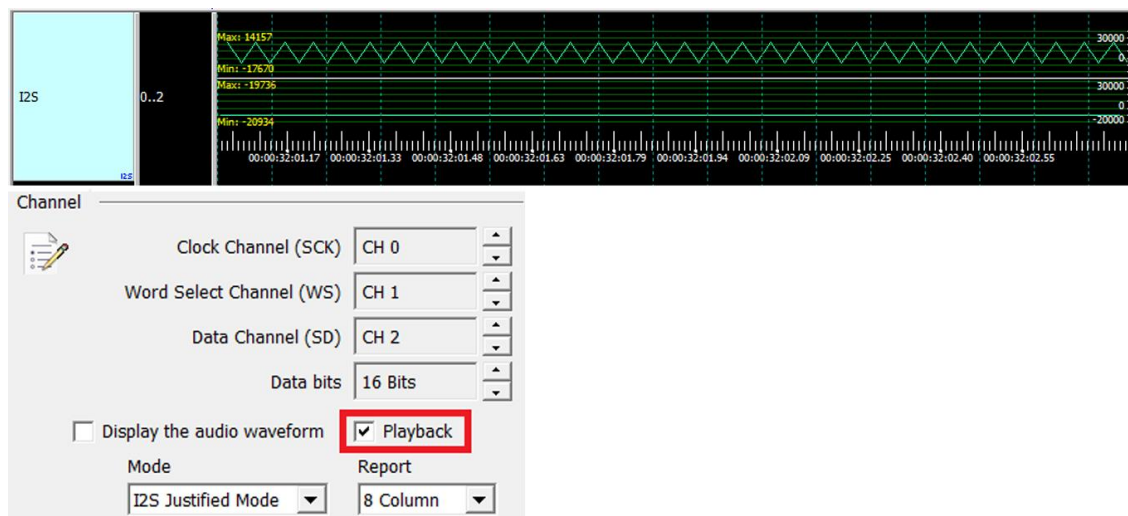 Max: 14157
30000
0
Min: -17670
Max: -19736
30000
I2S
0..2
0
Min: -20934
-20000
00:00:32:01.17 00:00:32:01.33 00:00:32:01.48 00:00:32:01.63 00:00:32:01.79 00:00:32:01.94 00:00:32:02.09 00:00:32:02.25 00:00:32:02.40 00:00:32:02.55
I2S
Channel
Clock Channel (SCK) CH 0
Word Select Channel (WS) CH 1
Data Channel (SD) CH 2
Data bits 16 Bits
Display the audio waveform Playback
Mode Report
I2S Justified Mode 8 Column